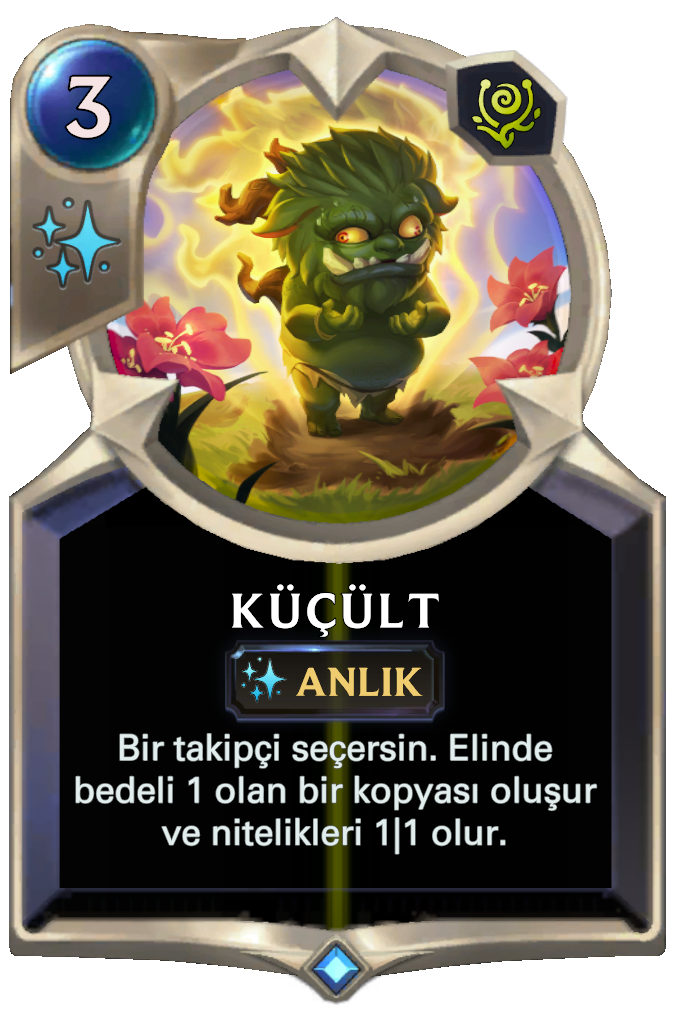 3
KÜÇÜLT
ANLIK
Bir takipçi seçersin. Elinde
bedeli 1 olan bir kopyası oluşur
ve nitelikleri 1|1 olur.